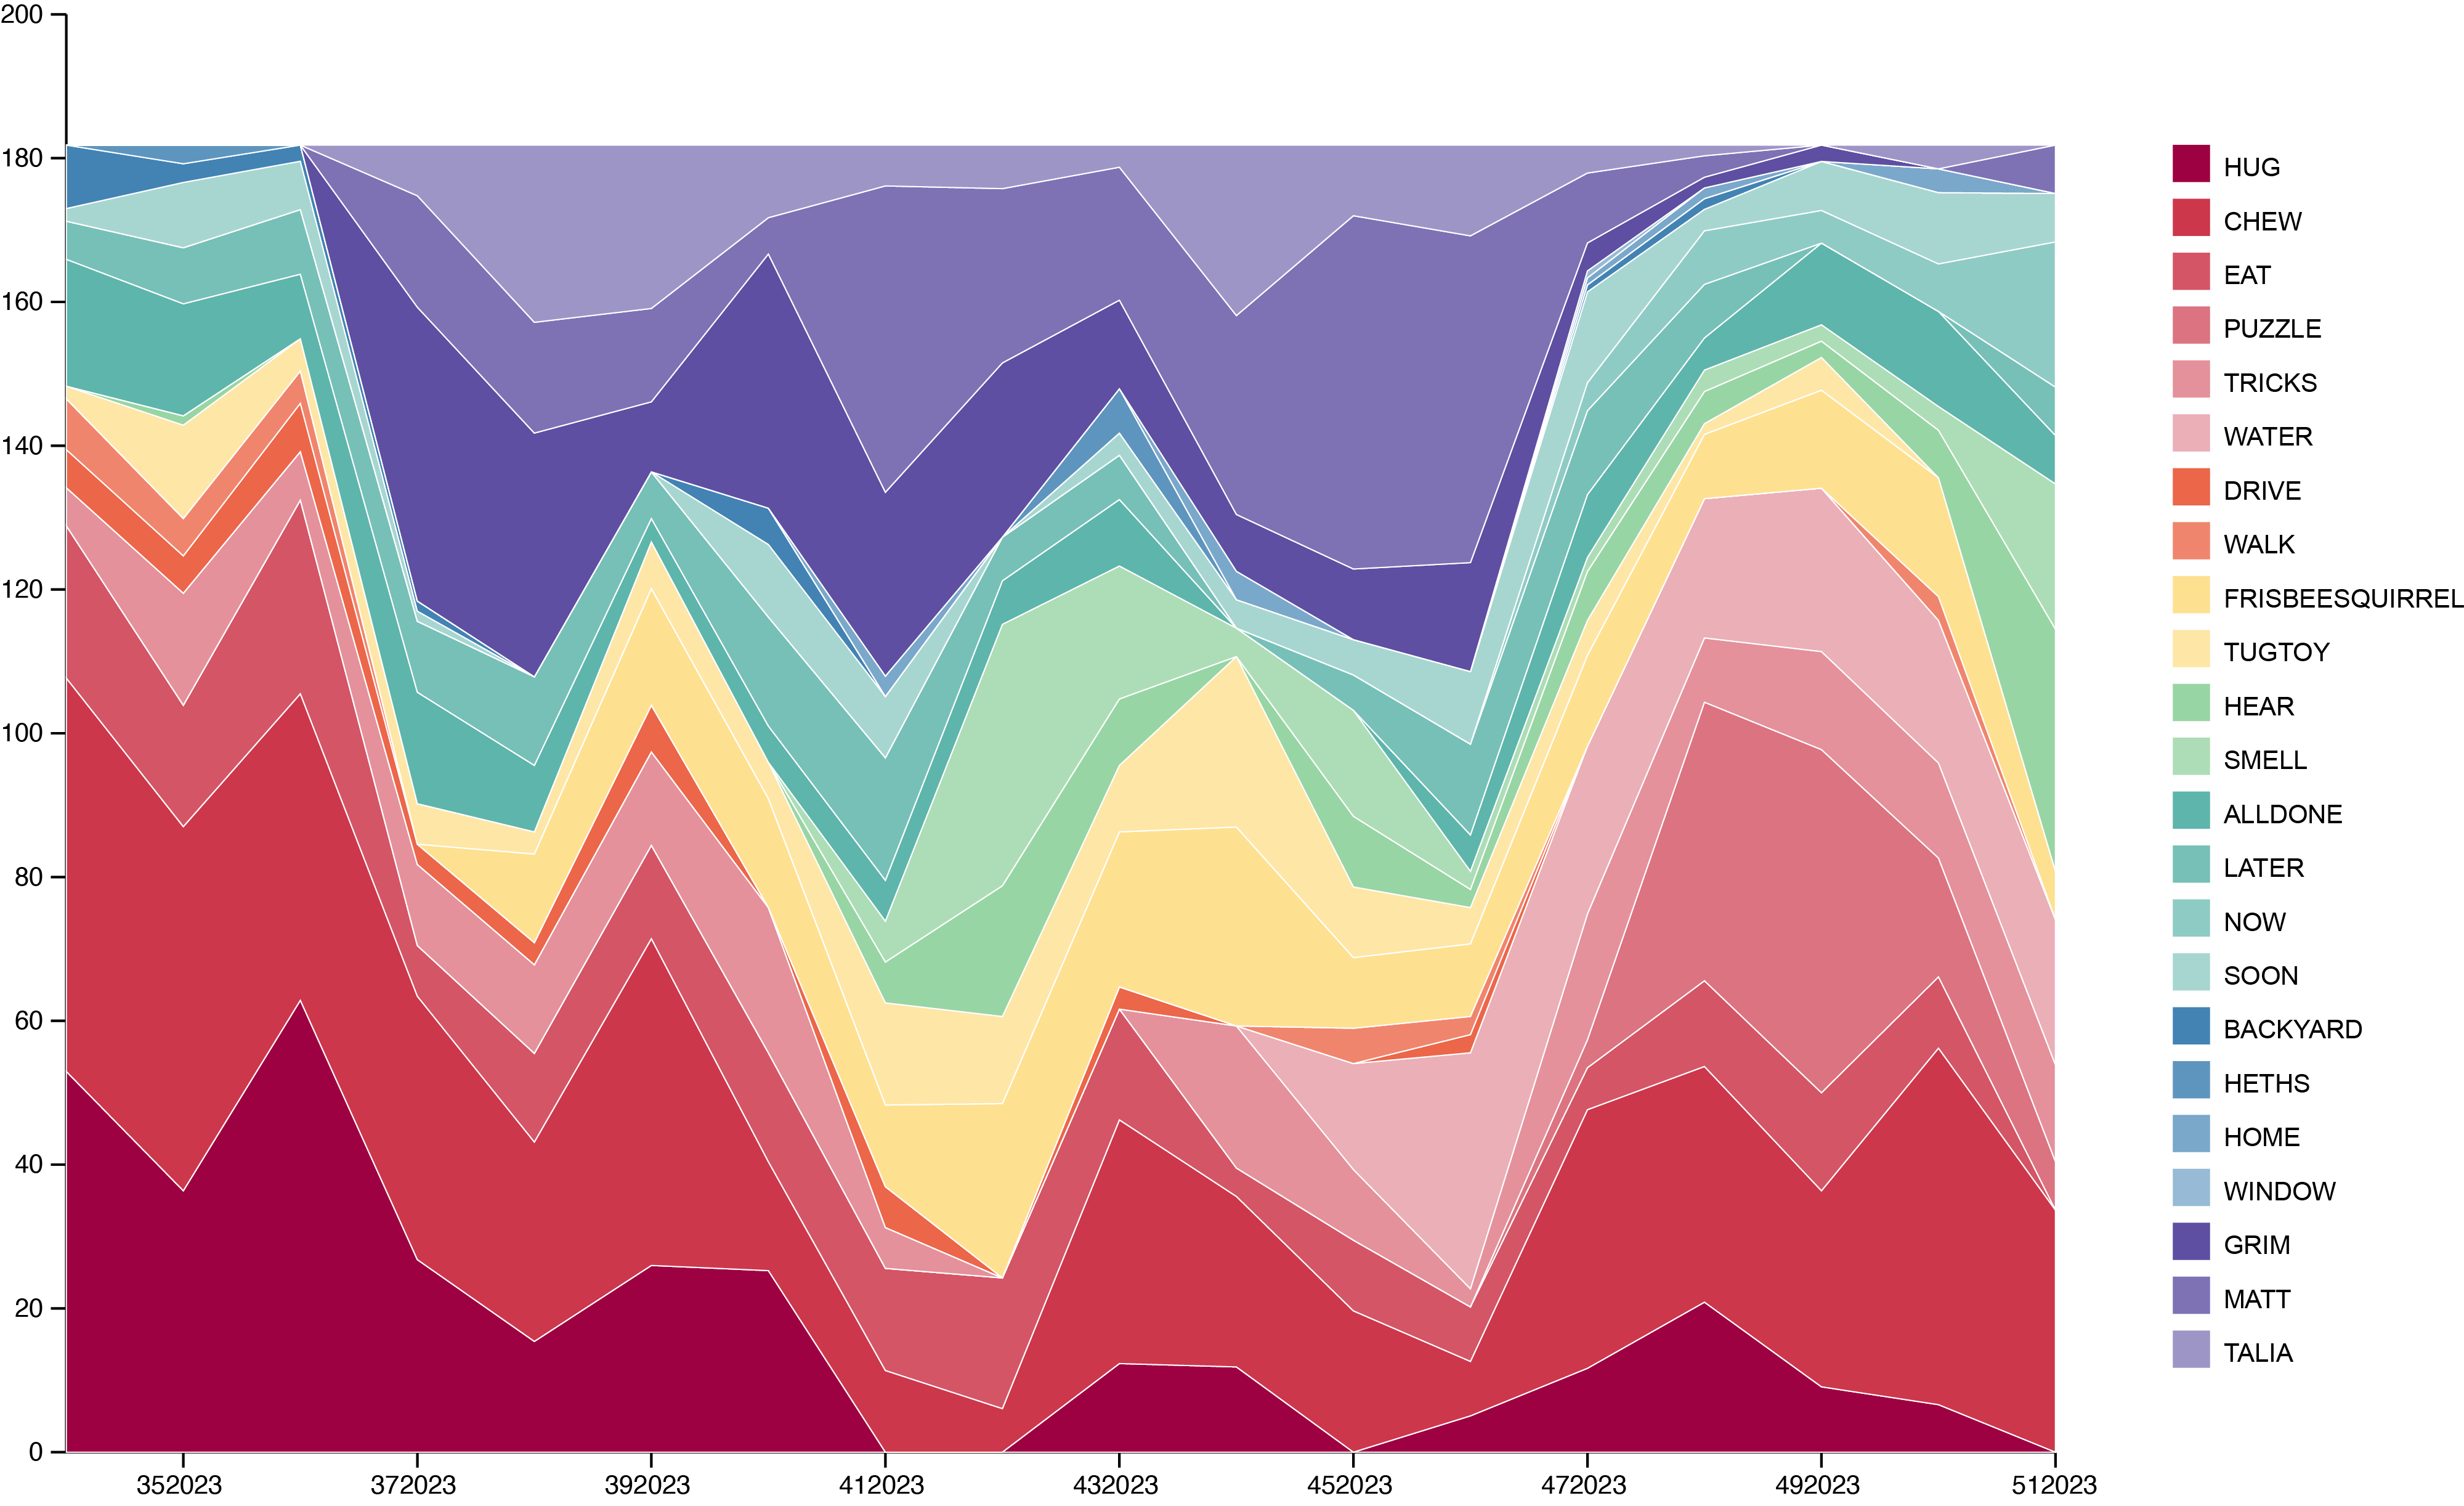 200
180
160
140
120
100
80
60
40
20
0
352023
372023
392023
412023
432023
452023
472023
492023
512023
HUG
CHEW
EAT
PUZZLE
TRICKS
WATER
DRIVE
WALK
FRISBEESQUIRREL
TUGTOY
HEAR
SMELL
ALLDONE
LATER
NOW
SOON
BACKYARD
HETHS
HOME
WINDOW
GRIM
MATT
TALIA